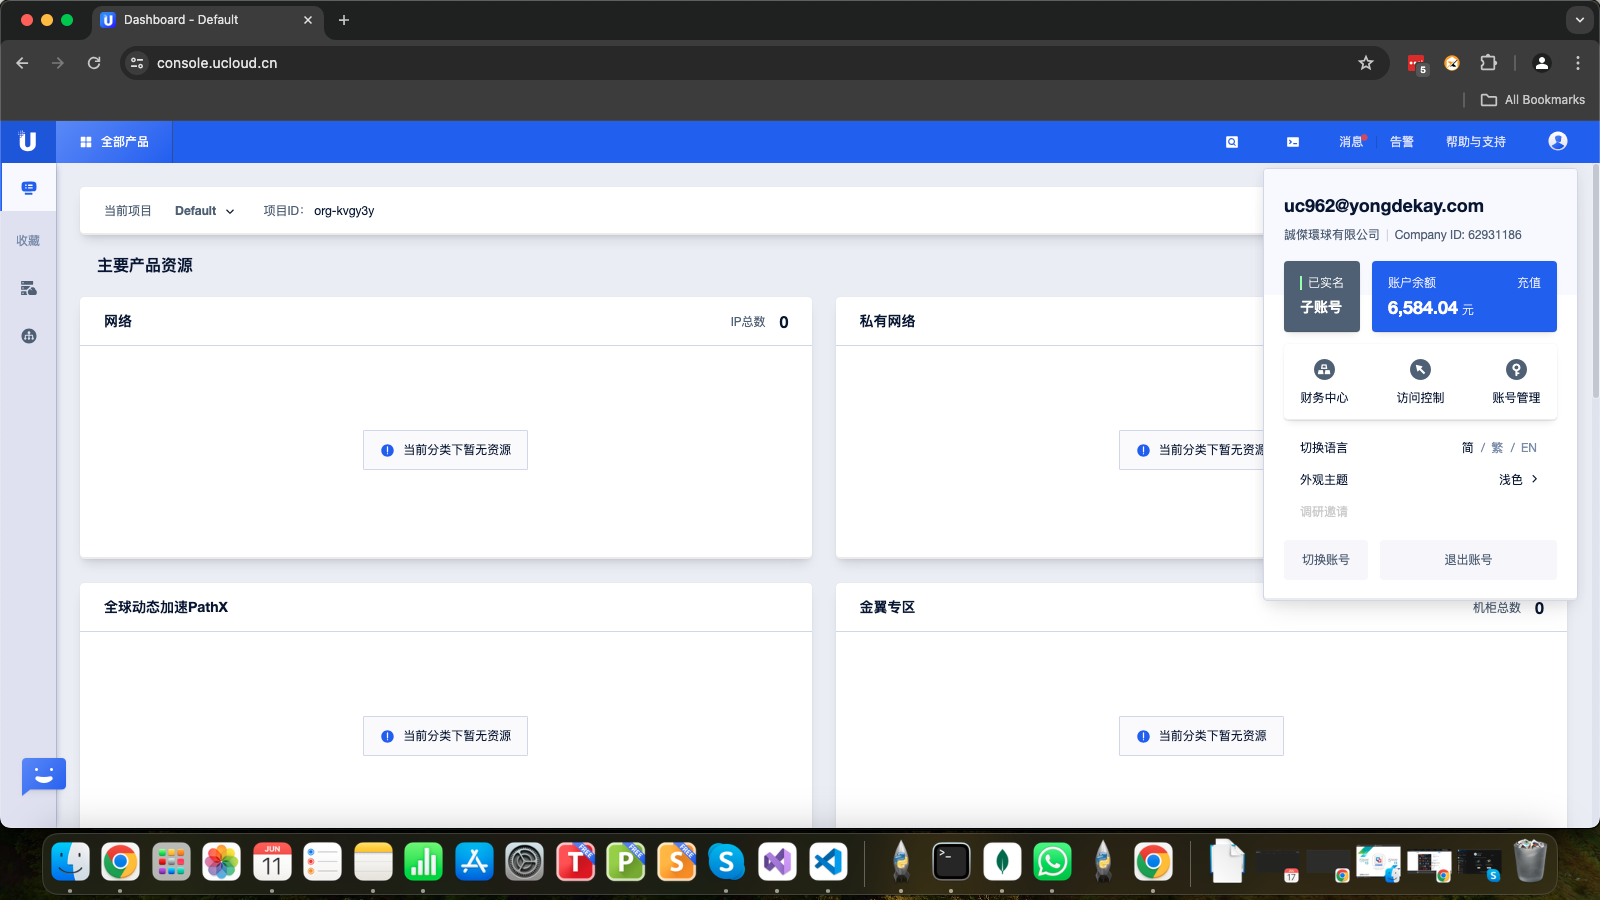 Dashboard - Default
console.ucloud.cn
5
All Bookmarks
全部产品
消息
告警
帮助与支持
收藏
当前项目 Default 项目ID: org-kvgy3y
主要产品资源
网络
IP总数 0
当前分类下暂无资源
私有网络
当前分类下暂无资源
全球动态加速PathX
当前分类下暂无资源
金翼专区
机柜总数 0
当前分类下暂无资源
uc962@yongdekay.com
誠傑環球有限公司 | Company ID: 62931186
已实名
子账号
账户余额 充值
6,584.04 元
财务中心
访问控制
账号管理
切换语言 简 / 繁 / EN
外观主题 浅色
调研邀请
切换账号
退出账号
JUN
11
T FREE
P FREE
S FREE
17